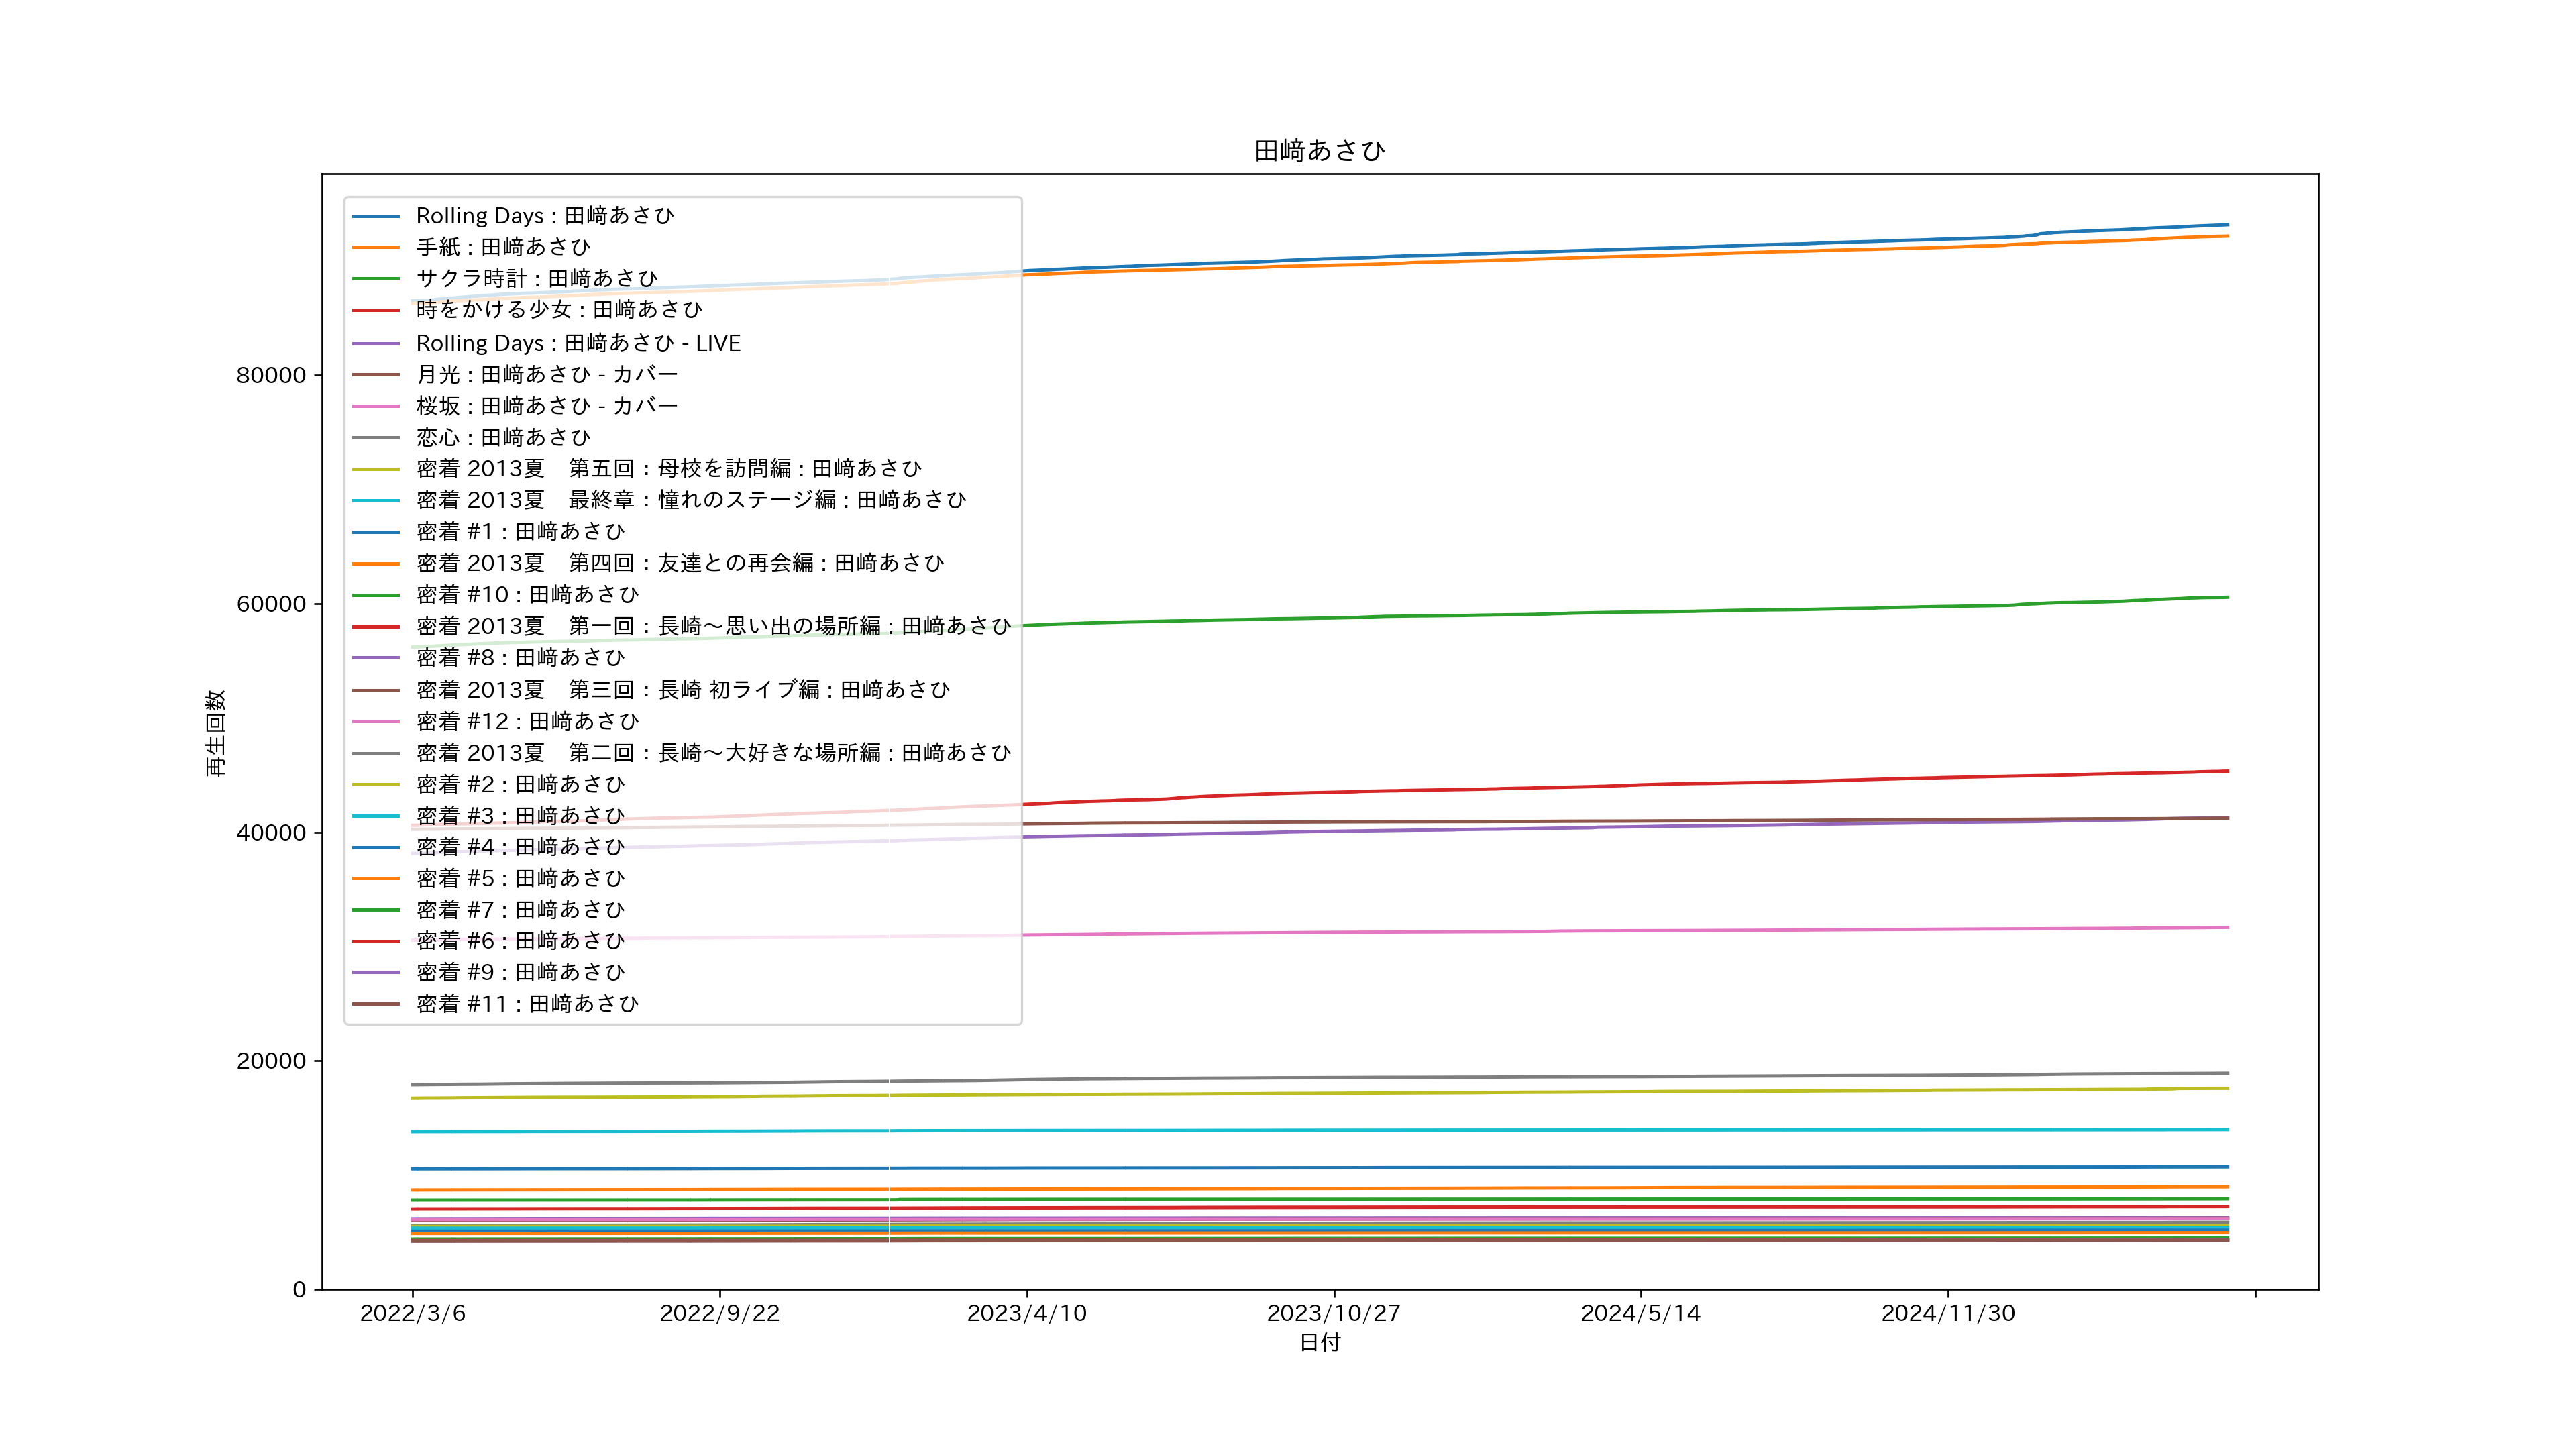 田﨑あさひ
Rolling Days : 田﨑あさひ
手紙 : 田﨑あさひ
サクラ時計 : 田﨑あさひ
時をかける少女 : 田﨑あさひ
Rolling Days : 田﨑あさひ - LIVE
月光 : 田﨑あさひ - カバー
桜坂 : 田﨑あさひ - カバー
恋心 : 田﨑あさひ
密着 2013夏　第五回：母校を訪問編 : 田﨑あさひ
密着 2013夏　最終章：憧れのステージ編 : 田﨑あさひ
密着 #1 : 田﨑あさひ
密着 2013夏　第四回：友達との再会編 : 田﨑あさひ
密着 #10 : 田﨑あさひ
密着 2013夏　第一回：長崎～思い出の場所編 : 田﨑あさひ
密着 #8 : 田﨑あさひ
密着 2013夏　第三回：長崎 初ライブ編 : 田﨑あさひ
密着 #12 : 田﨑あさひ
密着 2013夏　第二回：長崎～大好きな場所編 : 田﨑あさひ
密着 #2 : 田﨑あさひ
密着 #3 : 田﨑あさひ
密着 #4 : 田﨑あさひ
密着 #5 : 田﨑あさひ
密着 #7 : 田﨑あさひ
密着 #6 : 田﨑あさひ
密着 #9 : 田﨑あさひ
密着 #11 : 田﨑あさひ
80000
60000
40000
20000
0
再生回数
2022/3/6 2022/9/22 2023/4/10 2023/10/27 2024/5/14 2024/11/30
日付